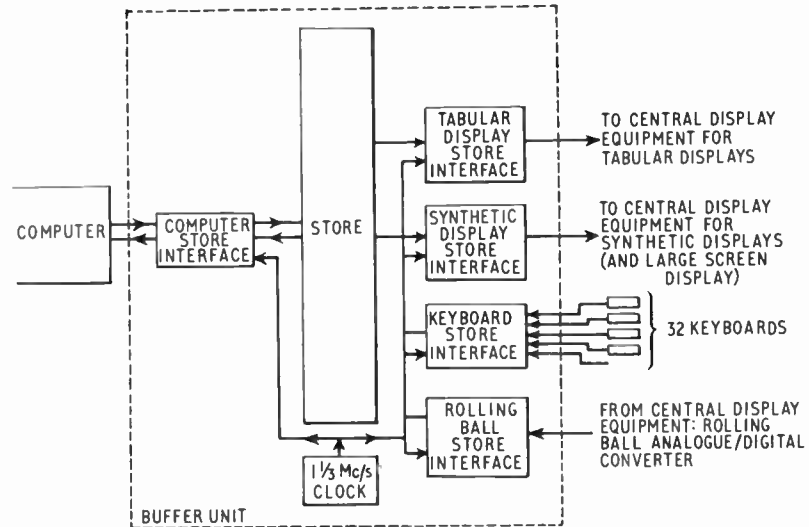 COMPUTER
COMPUTER
STORE
INTERFACE
STORE
TABULAR
DISPLAY
STORE
INTERFACE
TO CENTRAL DISPLAY
EQUIPMENT FOR
TABULAR DISPLAYS
SYNTHETIC
DISPLAY
STORE
INTERFACE
TO CENTRAL DISPLAY
EQUIPMENT FOR
SYNTHETIC DISPLAYS
(AND LARGE SCREEN
DISPLAY)
KEYBOARD
STORE
INTERFACE
32 KEYBOARDS
ROLLING
BALL
STORE
INTERFACE
FROM CENTRAL DISPLAY
EQUIPMENT: ROLLING
BALL ANALOGUE/DIGITAL
CONVERTER
1 1/3 Mc/s
CLOCK
BUFFER UNIT